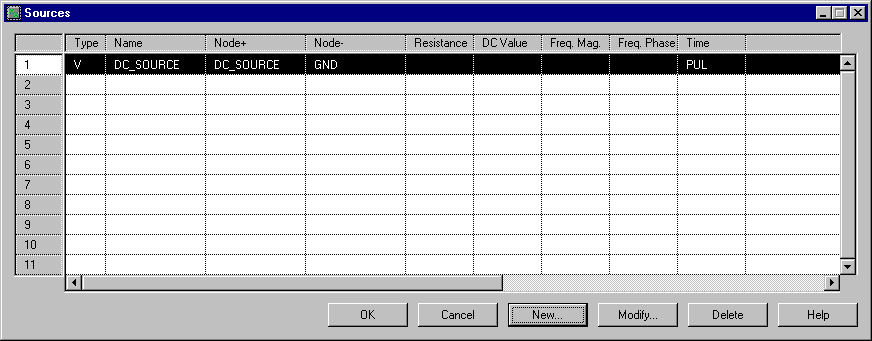 Sources
Type Name Node+ Node- Resistance DC Value Freq. Mag. Freq. Phase Time
1 V DC_SOURCE DC_SOURCE GND PUL
2
3
4
5
6
7
8
9
10
11
OK Cancel New... Modify... Delete Help